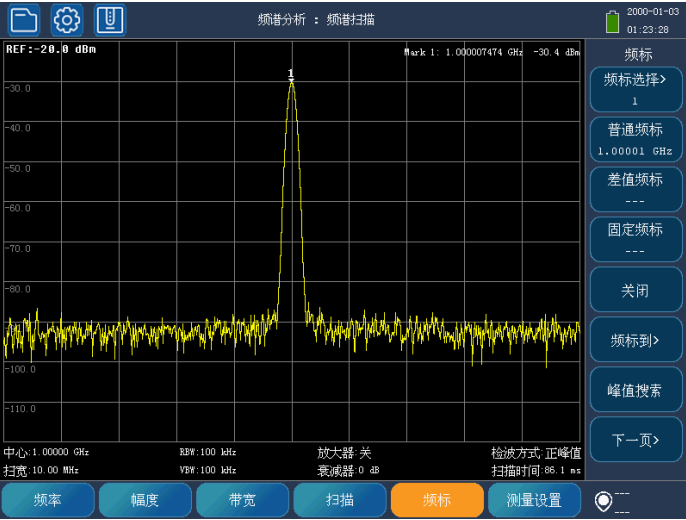 频谱分析 : 频谱扫描
2000-01-03
01:23:28
REF:-20.0 dBm
Mark 1: 1.000007474 GHz -30.4 dBm
1
-30.0
-40.0
-50.0
-60.0
-70.0
-80.0
-100.0
-110.0
中心:1.00000 GHz
RBW:100 kHz
放大器:关
检波方式:正峰值
扫宽:10.00 MHz
VBW:100 kHz
衰减器:0 dB
扫描时间:86.1 ms
频标
频标选择>
1
普通频标
1.00001 GHz
差值频标
---
固定频标
---
关闭
频标到>
峰值搜索
下一页>
频率
幅度
带宽
扫描
频标
测量设置
---
---